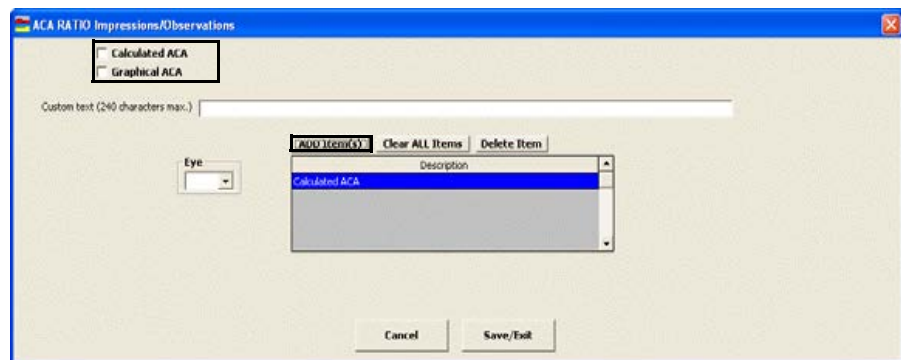 ACA RATIO Impressions/Observations
Calculated ACA
Graphical ACA
Custom text (240 characters max.)
ADD Item(s) Clear ALL Items Delete Item
Eye
Description
Calculated ACA
Cancel Save/Exit